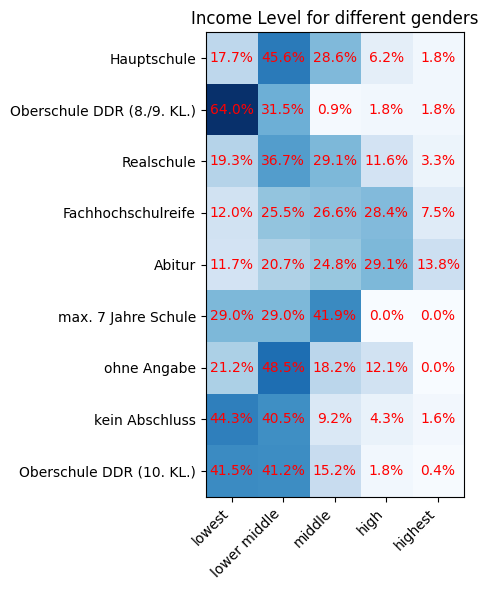 Income Level for different genders
Hauptschule 17.7% 45.6% 28.6% 6.2% 1.8%
Oberschule DDR (8./9. KL.) 64.0% 31.5% 0.9% 1.8% 1.8%
Realschule 19.3% 36.7% 29.1% 11.6% 3.3%
Fachhochschulreife 12.0% 25.5% 26.6% 28.4% 7.5%
Abitur 11.7% 20.7% 24.8% 29.1% 13.8%
max. 7 Jahre Schule 29.0% 29.0% 41.9% 0.0% 0.0%
ohne Angabe 21.2% 48.5% 18.2% 12.1% 0.0%
kein Abschluss 44.3% 40.5% 9.2% 4.3% 1.6%
Oberschule DDR (10. KL.) 41.5% 41.2% 15.2% 1.8% 0.4%
lowest lower middle middle high highest